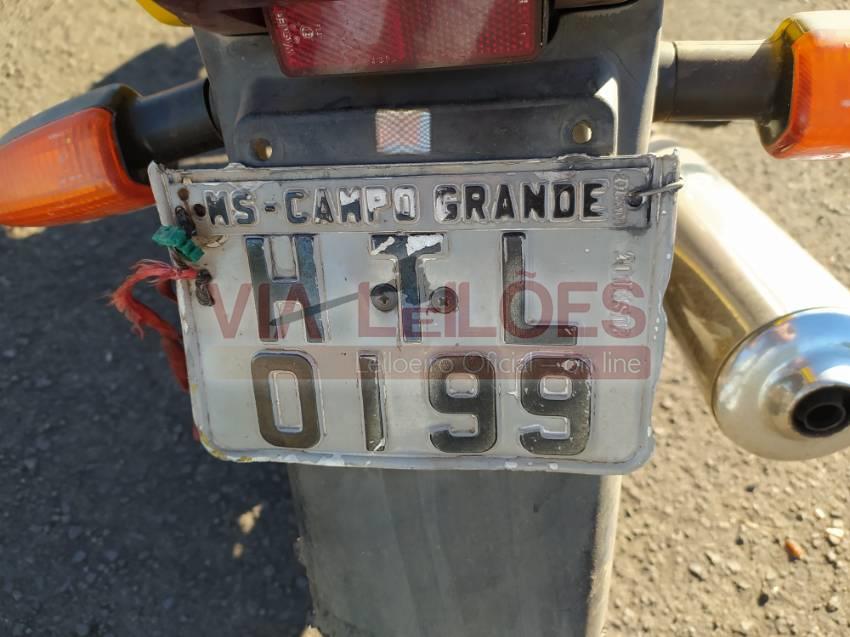 MS-CAMPO GRANDE
HTL
0199
VIA LEILÕES
Leiloeiro Oficial - on line